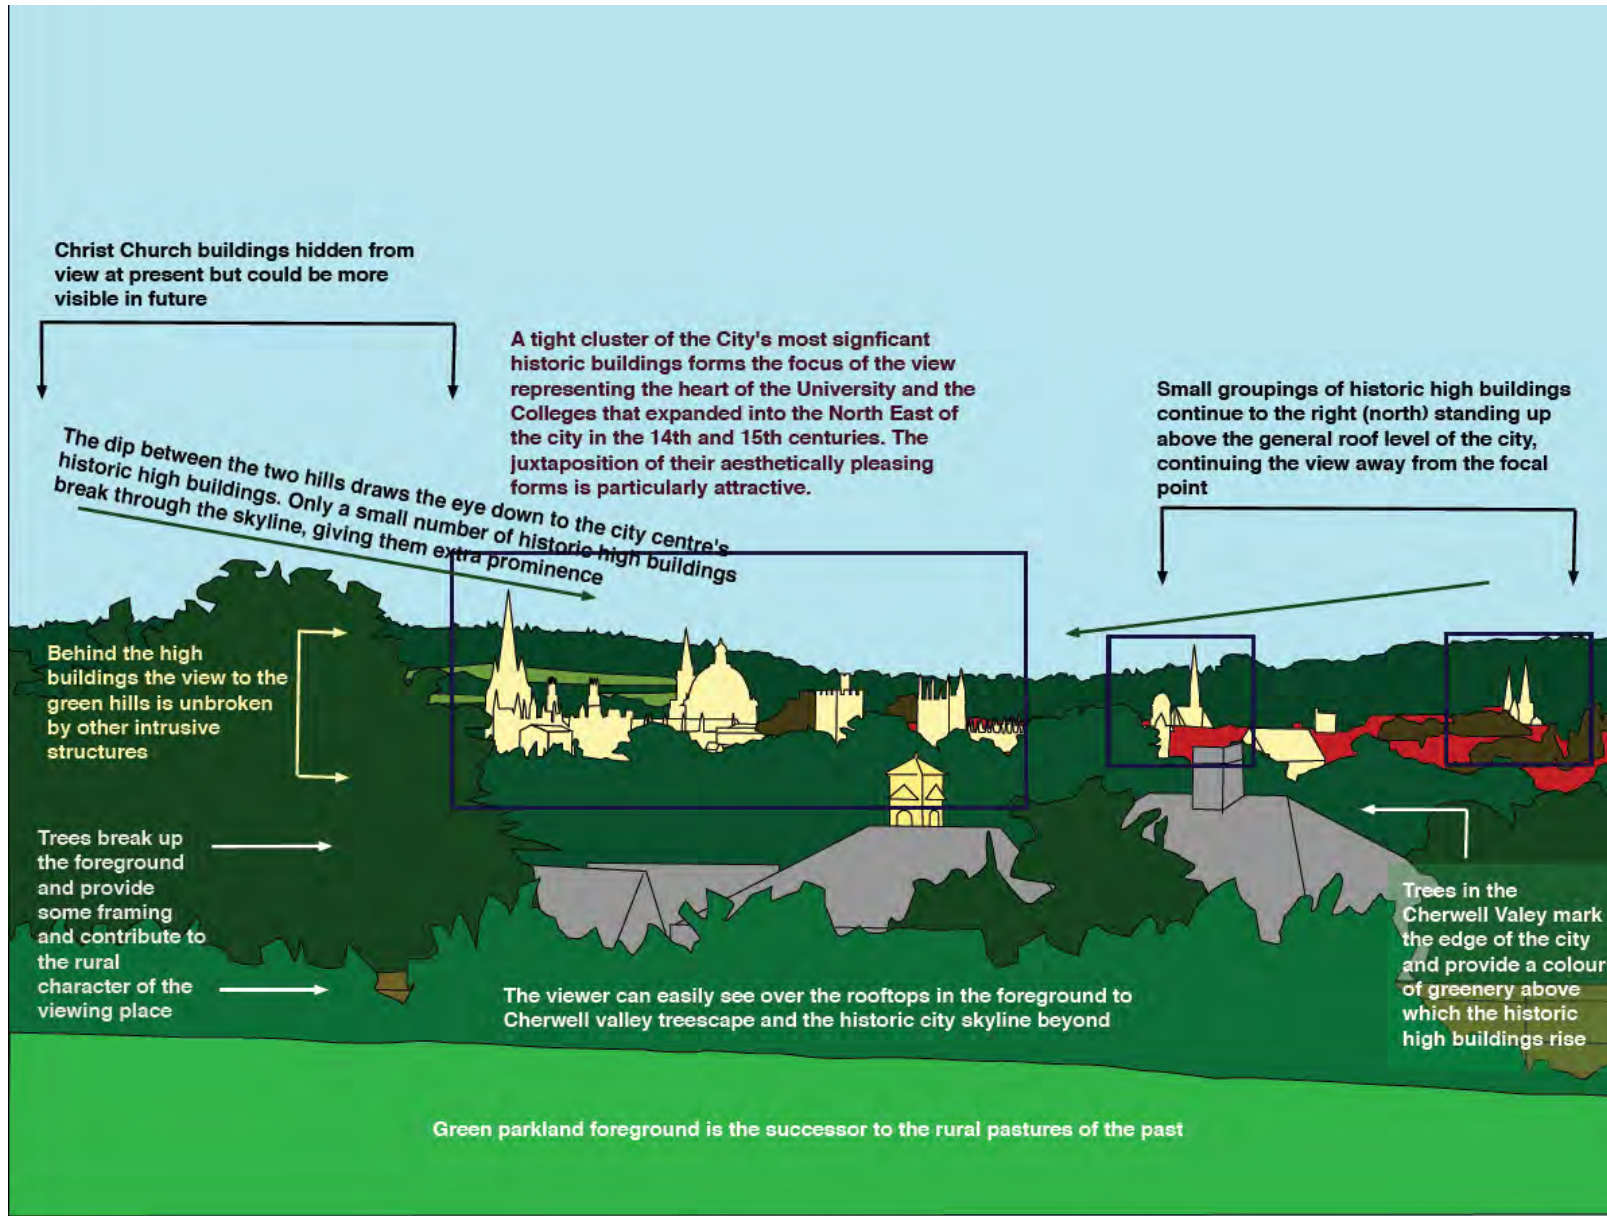 Christ Church buildings hidden from
view at present but could be more
visible in future
A tight cluster of the City's most signficant
historic buildings forms the focus of the view
representing the heart of the University and the
Colleges that expanded into the North East of
the city in the 14th and 15th centuries. The
juxtaposition of their aesthetically pleasing
forms is particularly attractive.
Small groupings of historic high buildings
continue to the right (north) standing up
above the general roof level of the city,
continuing the view away from the focal
point
The dip between the two hills draws the eye down to the city centre's
historic high buildings. Only a small number of historic high buildings
break through the skyline, giving them extra prominence
Behind the high
buildings the view to the
green hills is unbroken
by other intrusive
structures
Trees break up
the foreground
and provide
some framing
and contribute to
the rural
character of the
viewing place
The viewer can easily see over the rooftops in the foreground to
Cherwell valley treescape and the historic city skyline beyond
Trees in the
Cherwell Valey mark
the edge of the city
and provide a colour
of greenery above
which the historic
high buildings rise
Green parkland foreground is the successor to the rural pastures of the past